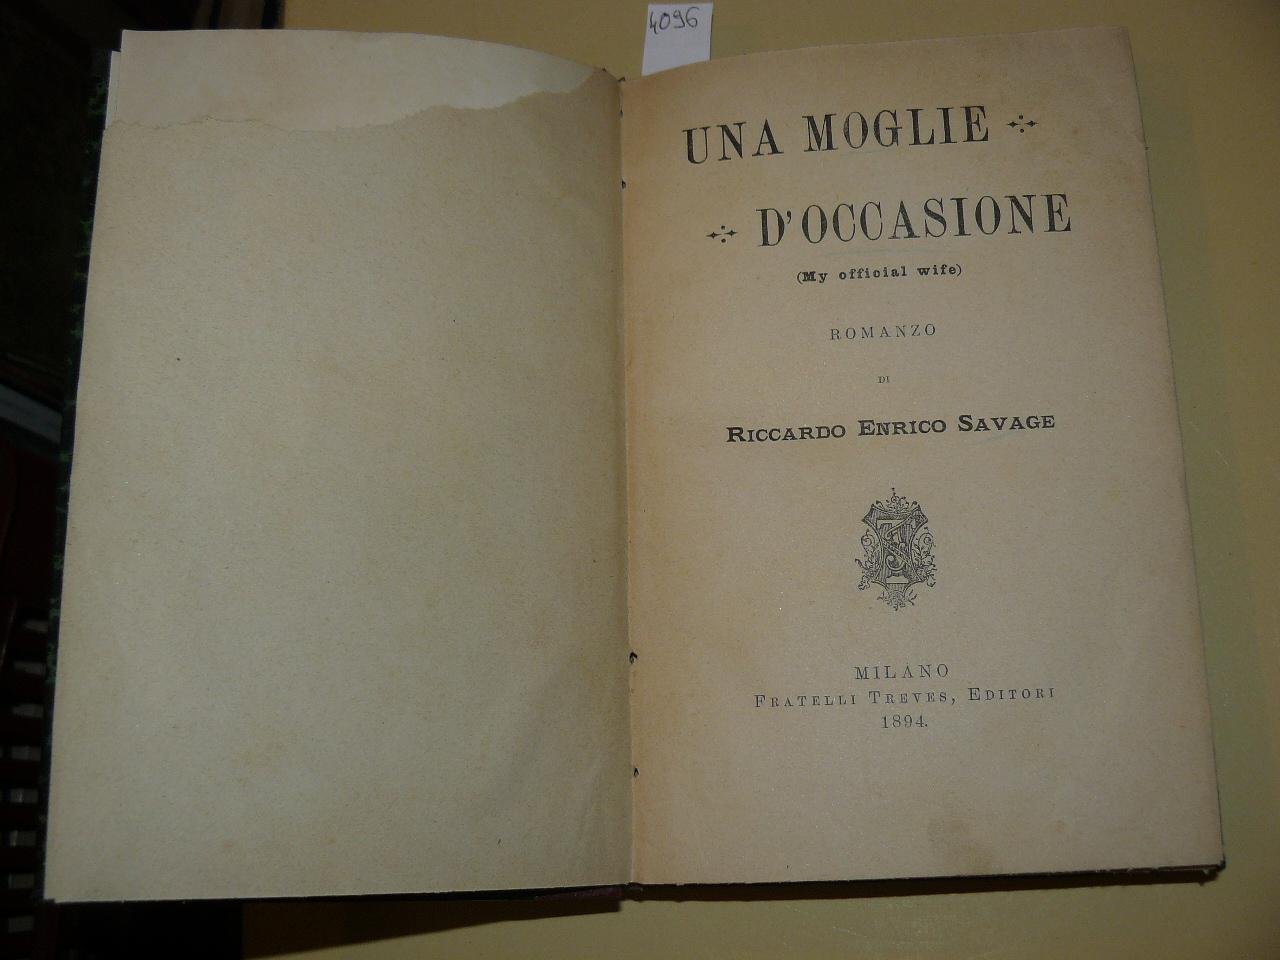 4096
UNA MOGLIE
D'OCCASIONE
(My official wife)
ROMANZO
DI
RICCARDO ENRICO SAVAGE
MILANO
FRATELLI TREVES, EDITORI
1894.